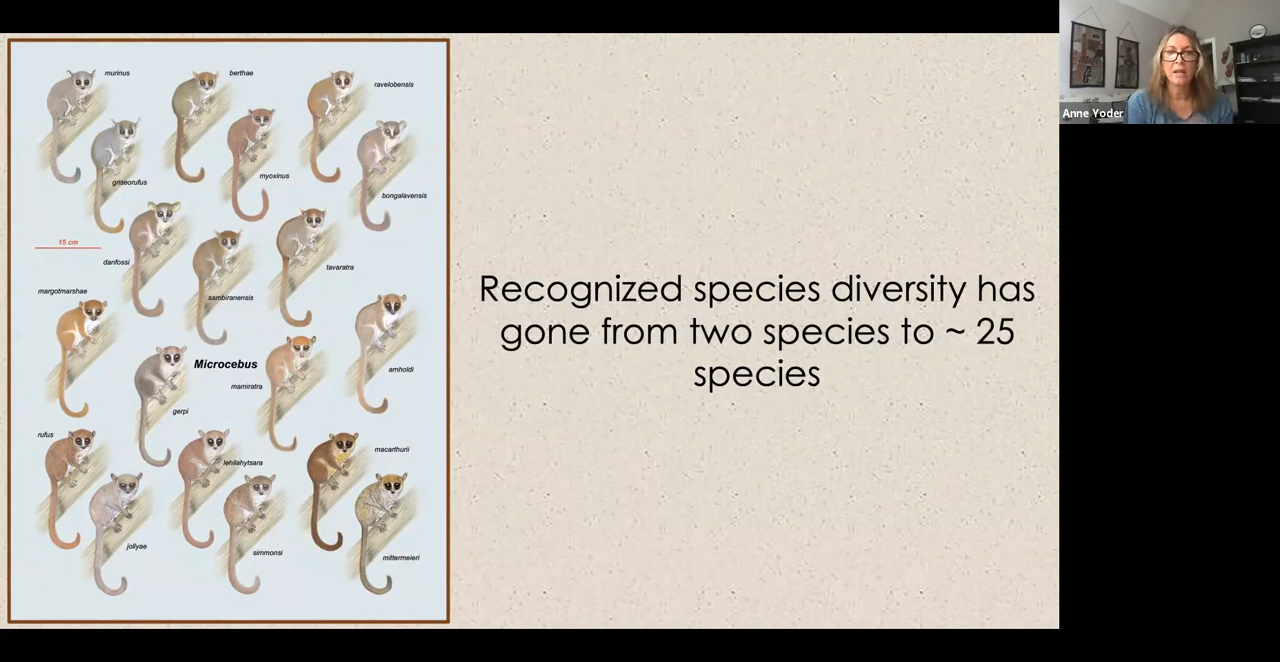 murinus
berthae
ravelobensis
griseorufus
myoxinus
bongalavensis
15 cm
danfossi
sambiranensis
tavaratra
margotmarshae
Microcebus
mamiratra
arnholdi
gerpi
rufus
lehilahytsara
macarthurii
jollyae
simmonsi
mittermeieri
Recognized species diversity has
gone from two species to ~ 25
species
Anne Yoder